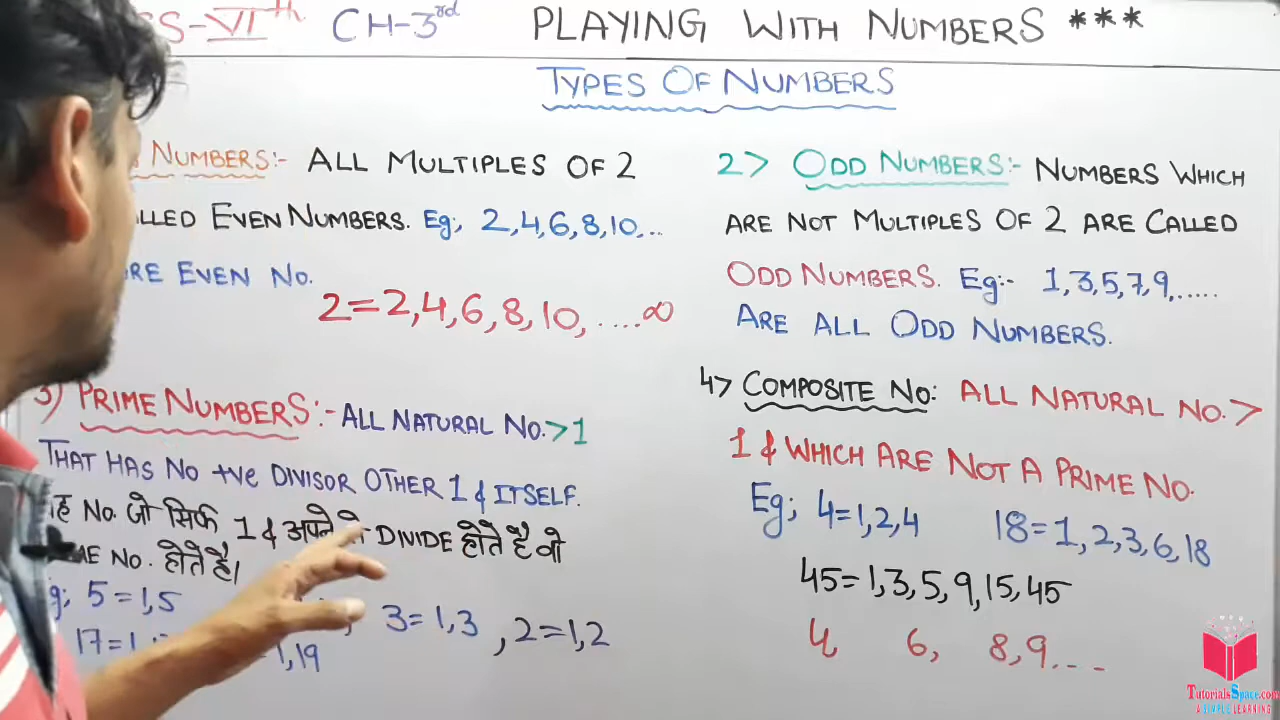 SS-VIth CH-3rd PLAYING WITH NUMBERS ***
TYPES OF NUMBERS
NUMBERS:- ALL MULTIPLES OF 2
LLED EVEN NUMBERS. Eg; 2,4,6,8,10,...
RE EVEN NO.
2=2,4,6,8,10,.....∞
2> ODD NUMBERS:- NUMBERS WHICH
ARE NOT MULTIPLES OF 2 ARE CALLED
ODD NUMBERS. Eg:- 1,3,5,7,9,.....
ARE ALL ODD NUMBERS.
3) PRIME NUMBERS:- ALL NATURAL NO.>1
THAT HAS NO +ve DIVISOR OTHER 1 & ITSELF.
No. जो सिर्फ 1 & अपने से DIVIDE होते है वो
ME NO. होते है।
g; 5=1,5 , 3=1,3 , 2=1,2
17=1,1 =1,19
4> COMPOSITE NO: ALL NATURAL NO.>
1 & WHICH ARE NOT A PRIME NO.
Eg; 4=1,2,4 18=1,2,3,6,18
45=1,3,5,9,15,45
4, 6, 8,9...
TUTORIALSSPACE.COM
A SIMPLE LEARNING